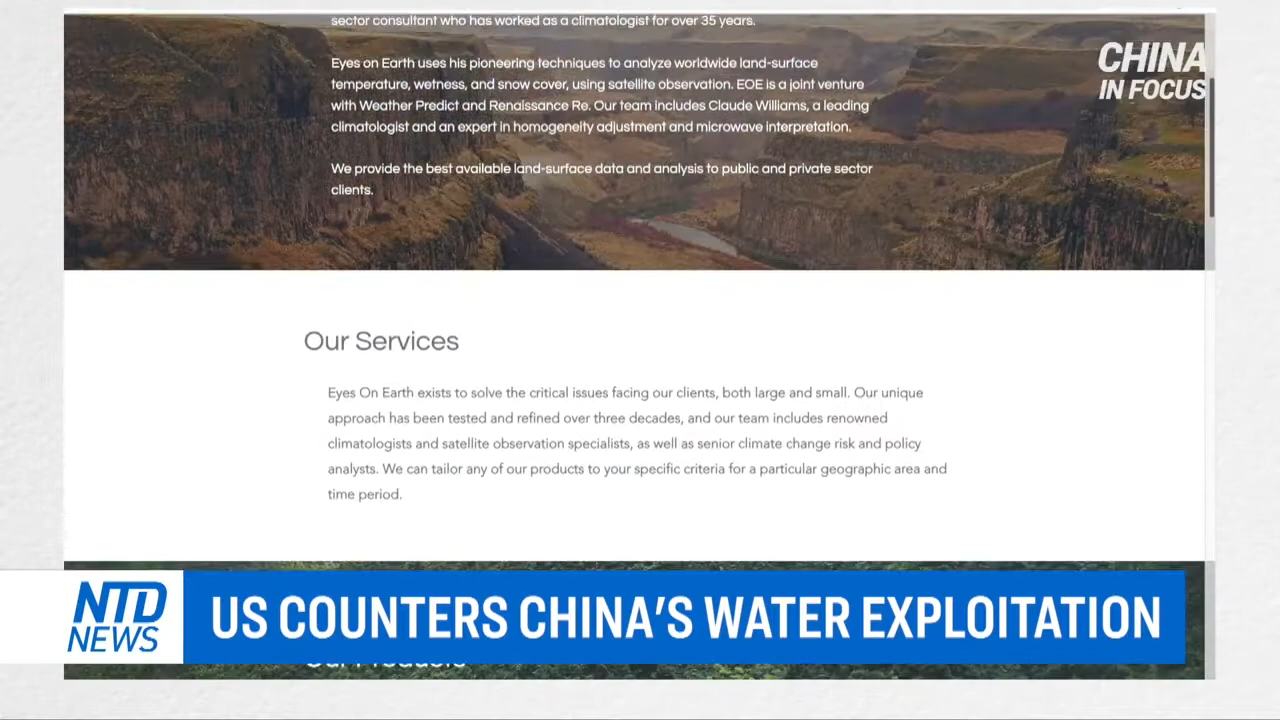 sector consultant who has worked as a climatologist for over 35 years.
CHINA
IN FOCUS
Eyes on Earth uses his pioneering techniques to analyze worldwide land-surface
temperature, wetness, and snow cover, using satellite observation. EOE is a joint venture
with Weather Predict and Renaissance Re. Our team includes Claude Williams, a leading
climatologist and an expert in homogeneity adjustment and microwave interpretation.
We provide the best available land-surface data and analysis to public and private sector
clients.
Our Services
Eyes On Earth exists to solve the critical issues facing our clients, both large and small. Our unique
approach has been tested and refined over three decades, and our team includes renowned
climatologists and satellite observation specialists, as well as senior climate change risk and policy
analysts. We can tailor any of our products to your specific criteria for a particular geographic area and
time period.
NTD
NEWS
US COUNTERS CHINA'S WATER EXPLOITATION
Our Products